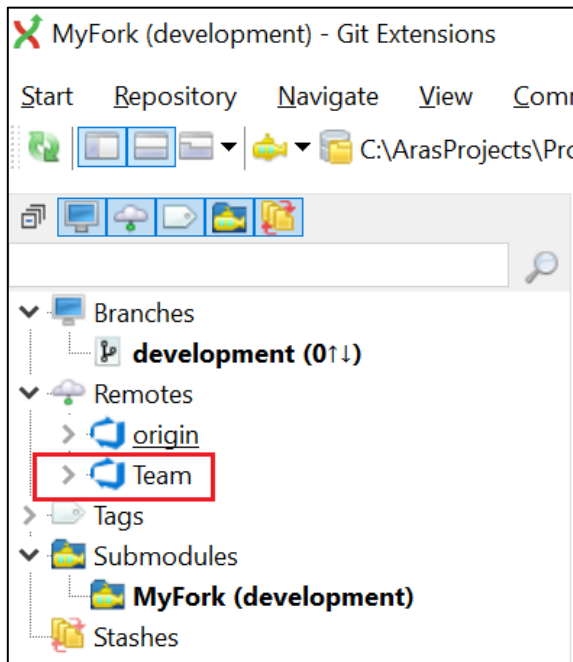 MyFork (development) - Git Extensions
Start Repository Navigate View Com
C:\ArasProjects\Pro
Branches
development (0↑↓)
Remotes
origin
Team
Tags
Submodules
MyFork (development)
Stashes